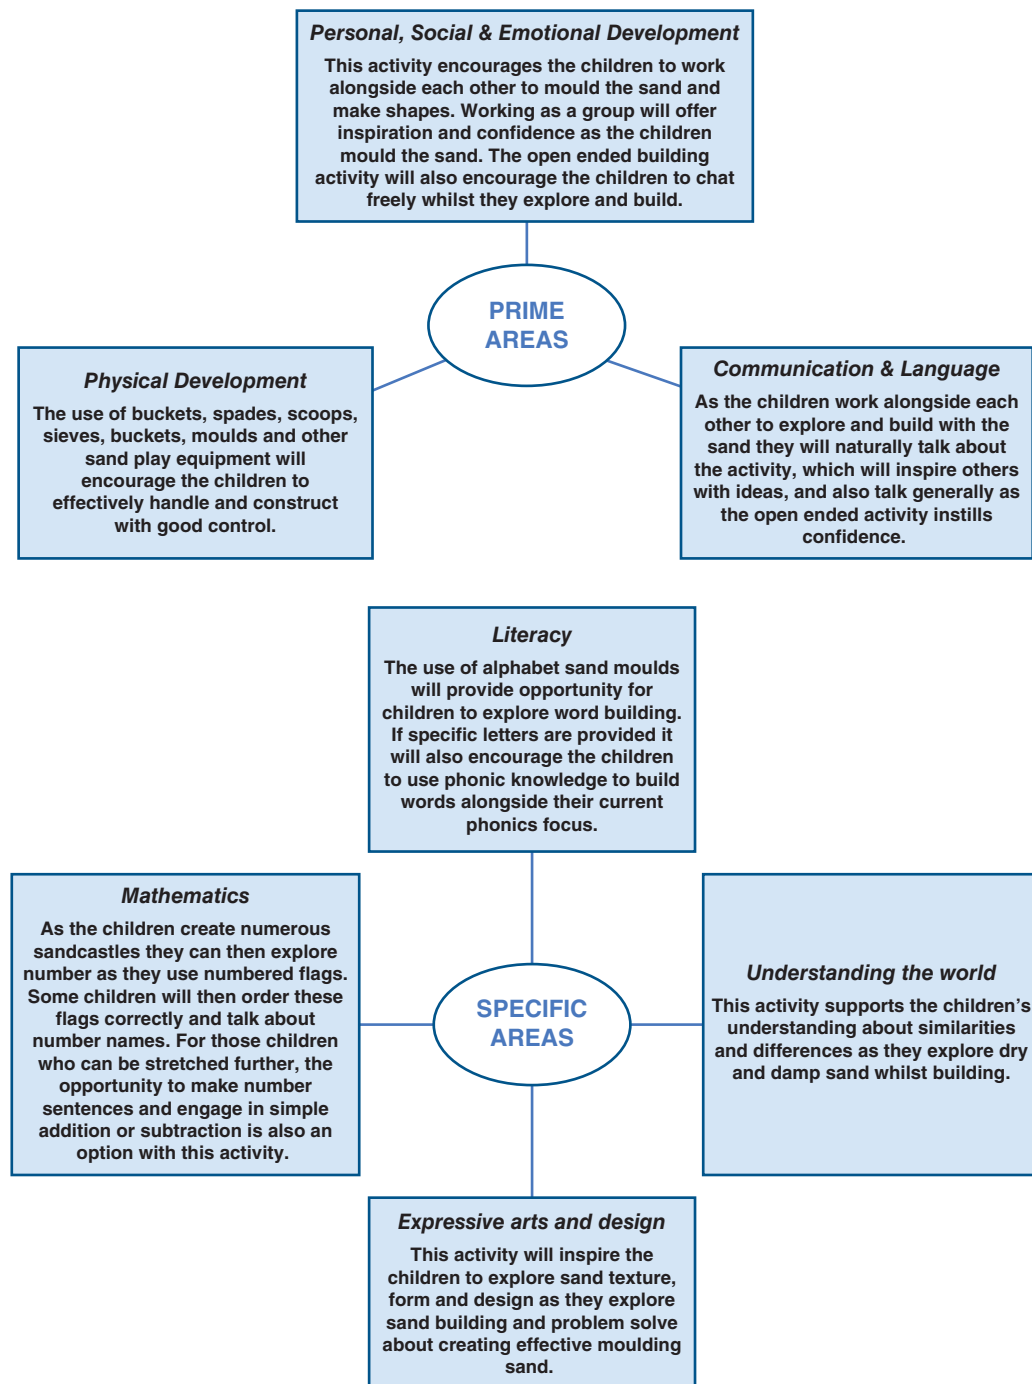 Personal, Social & Emotional Development
This activity encourages the children to work
alongside each other to mould the sand and
make shapes. Working as a group will offer
inspiration and confidence as the children
mould the sand. The open ended building
activity will also encourage the children to chat
freely whilst they explore and build.
PRIME
AREAS
Physical Development
The use of buckets, spades, scoops,
sieves, buckets, moulds and other
sand play equipment will
encourage the children to
effectively handle and construct
with good control.
Communication & Language
As the children work alongside each
other to explore and build with the
sand they will naturally talk about
the activity, which will inspire others
with ideas, and also talk generally as
the open ended activity instills
confidence.
Literacy
The use of alphabet sand moulds
will provide opportunity for
children to explore word building.
If specific letters are provided it
will also encourage the children
to use phonic knowledge to build
words alongside their current
phonics focus.
Mathematics
As the children create numerous
sandcastles they can then explore
number as they use numbered flags.
Some children will then order these
flags correctly and talk about
number names. For those children
who can be stretched further, the
opportunity to make number
sentences and engage in simple
addition or subtraction is also an
option with this activity.
SPECIFIC
AREAS
Understanding the world
This activity supports the children's
understanding about similarities
and differences as they explore dry
and damp sand whilst building.
Expressive arts and design
This activity will inspire the
children to explore sand texture,
form and design as they explore
sand building and problem solve
about creating effective moulding
sand.